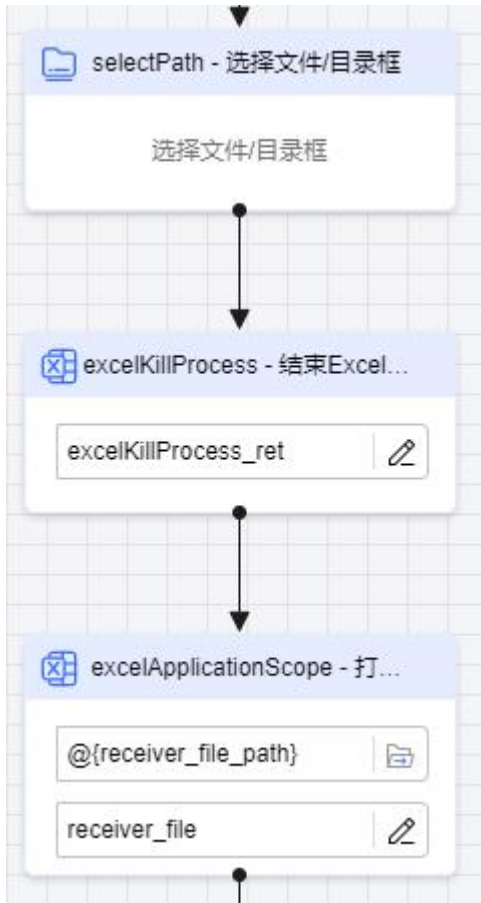 selectPath - 选择文件/目录框
选择文件/目录框
excelKillProcess - 结束Excel...
excelKillProcess_ret
excelApplicationScope - 打...
@{receiver_file_path}
receiver_file